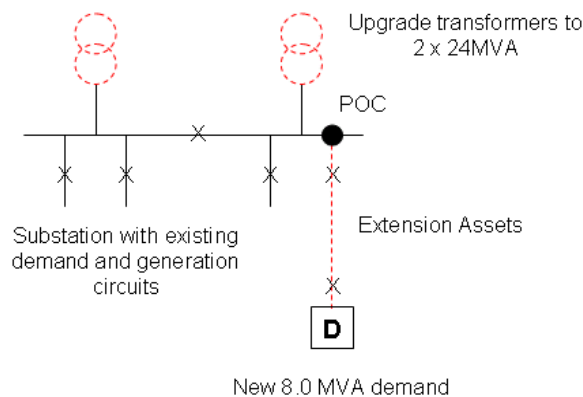 Upgrade transformers to
2 x 24MVA
POC
Extension Assets
Substation with existing
demand and generation
circuits
D
New 8.0 MVA demand